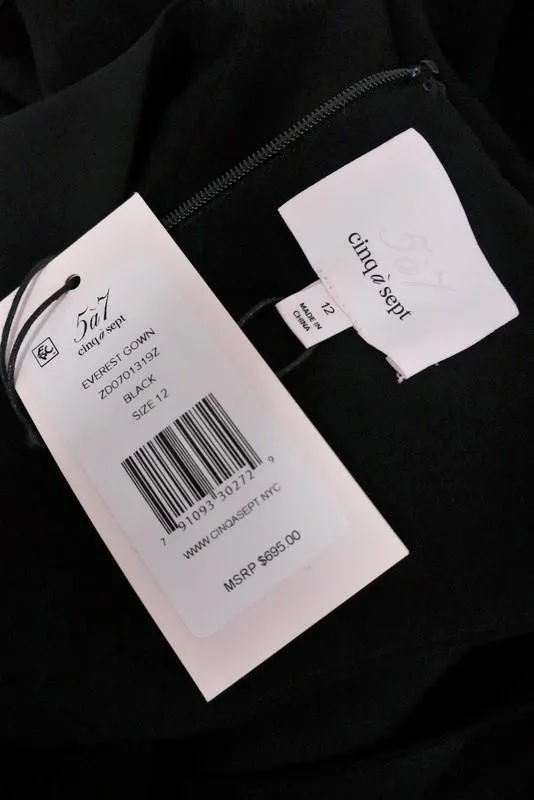 5à7
cinq à sept
EVEREST GOWN
ZD0701319Z
BLACK
SIZE 12
7 91093 30272 9
WWW.CINQASEPT.NYC
MSRP $695.00
5à7
cinq à sept
12
MADE IN
CHINA